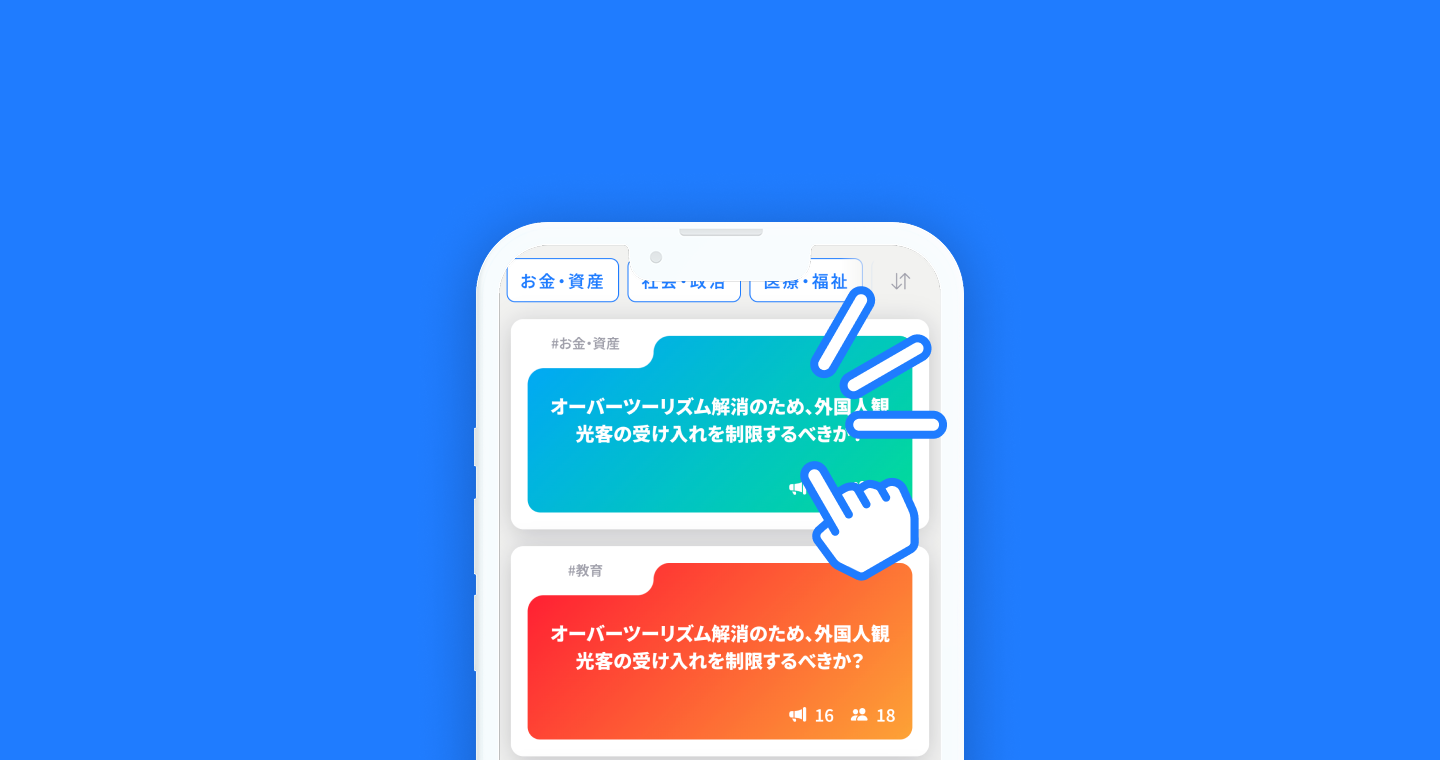 お金・資産
社会・政治
医療・福祉
#お金・資産
オーバーツーリズム解消のため、外国人観
光客の受け入れを制限するべきか?
#教育
オーバーツーリズム解消のため、外国人観
光客の受け入れを制限するべきか?
16 18